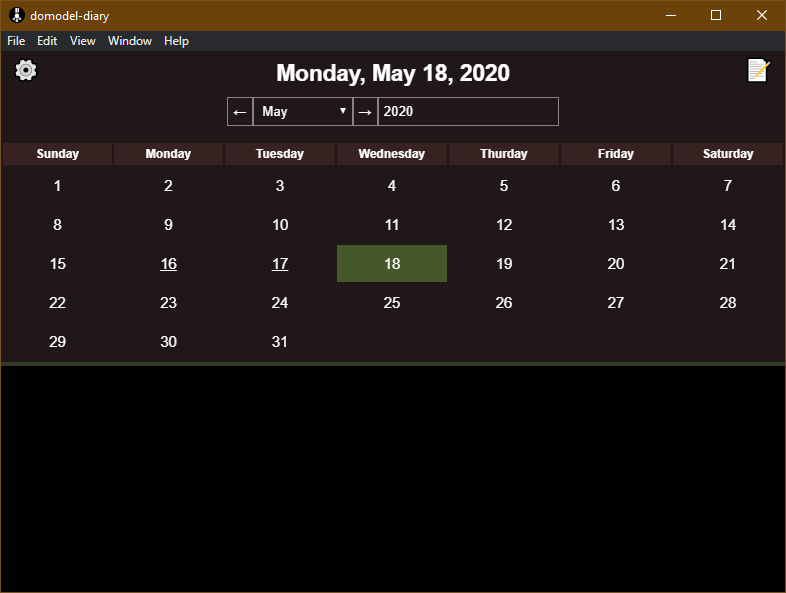 domodel-diary
File Edit View Window Help
Monday, May 18, 2020
← May ▾ → 2020
Sunday Monday Tuesday Wednesday Thurday Friday Saturday
1 2 3 4 5 6 7
8 9 10 11 12 13 14
15 16 17 18 19 20 21
22 23 24 25 26 27 28
29 30 31